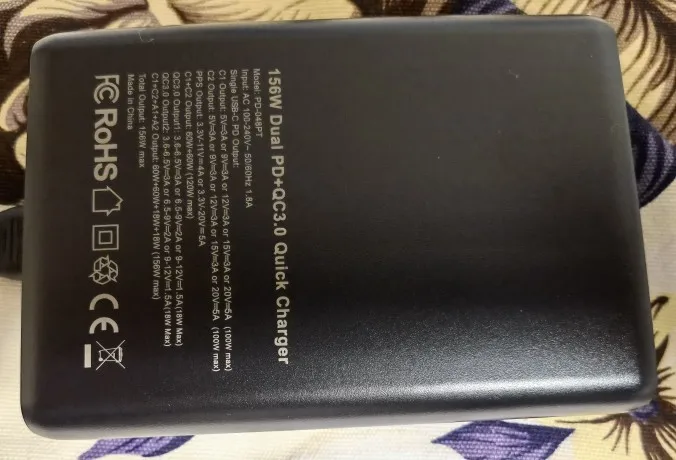 156W Dual PD+QC3.0 Quick Charger
Model: PD-048PT
Input: AC 100-240V~ 50/60Hz 1.8A
Single USB-C PD Output:
C1 Output: 5V=3A or 9V=3A or 12V=3A or 15V=3A or 20V=5A (100W max)
C2 Output: 5V=3A or 9V=3A or 12V=3A or 15V=3A or 20V=5A (100W max)
PPS Output: 3.3V-11V=4A or 3.3V-20V=5A
C1+C2 Output: 60W+60W (120W max)
QC3.0 Output1: 3.6-6.5V=3A or 6.5-9V=2A or 9-12V=1.5A(18W Max)
QC3.0 Output2: 3.6-6.5V=3A or 6.5-9V=2A or 9-12V=1.5A(18W Max)
C1+C2+A1+A2 Output: 60W+60W+18W+18W (156W max)
Total Output: 156W max
Made in China
FC RoHS CE